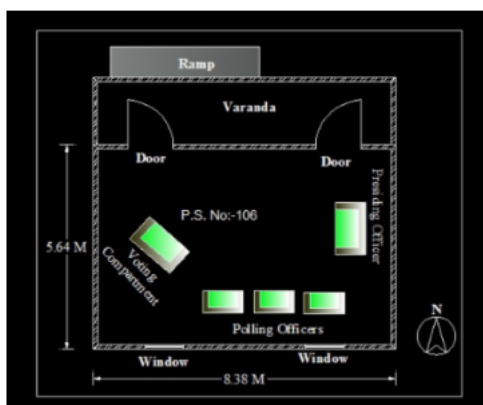 Ramp
Varanda
Door
Door
P.S. No:-106
Presiding Officer
Voting
Compartment
5.64 M
Polling Officers
N
Window
Window
8.38 M